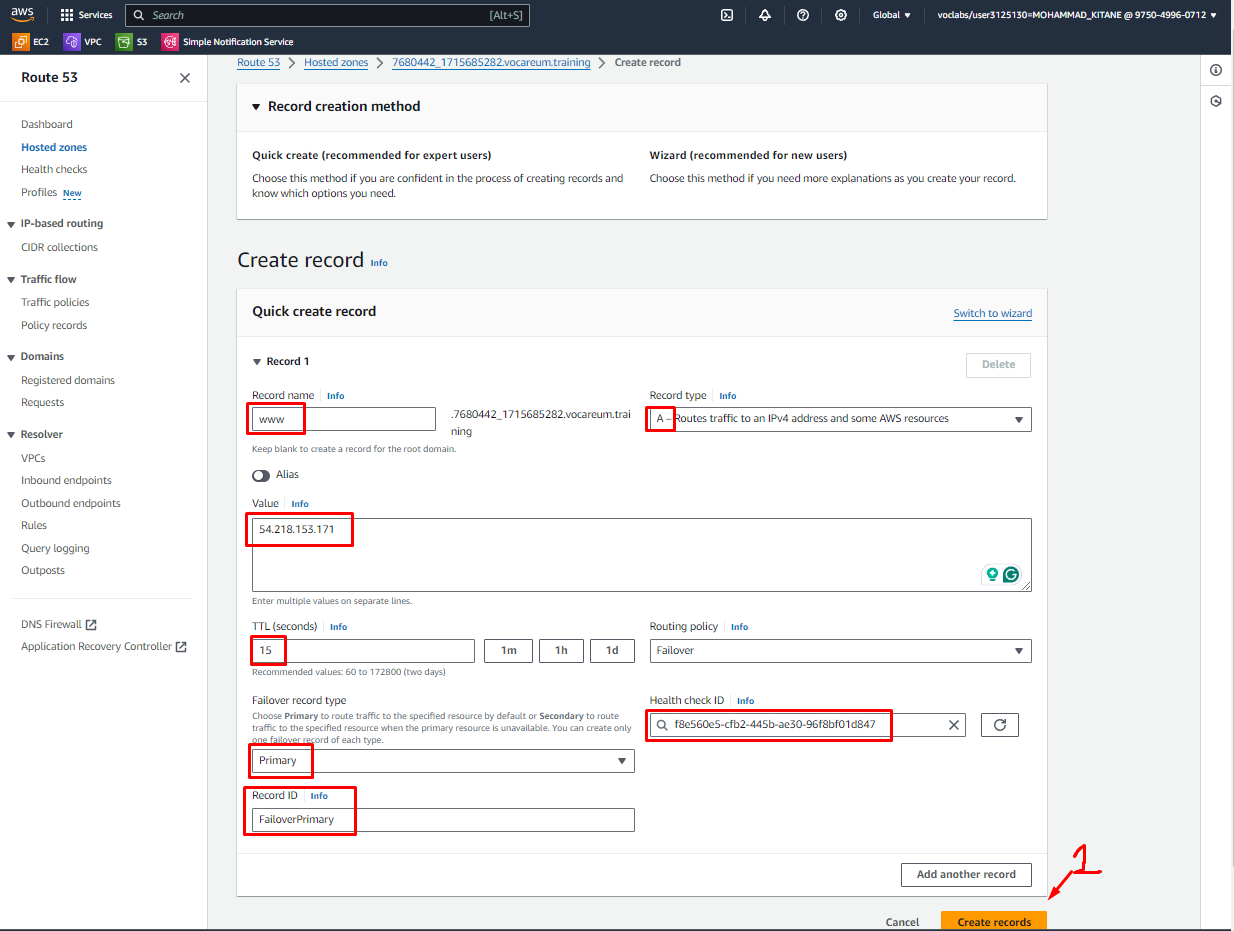 aws Services Search [Alt+S] Global ▼ voclabs/user3125130=MOHAMMAD_KITANE @ 9750-4996-0712 ▼
EC2 VPC S3 Simple Notification Service
Route 53
Dashboard
Hosted zones
Health checks
Profiles New
IP-based routing
CIDR collections
Traffic flow
Traffic policies
Policy records
Domains
Registered domains
Requests
Resolver
VPCs
Inbound endpoints
Outbound endpoints
Rules
Query logging
Outposts
DNS Firewall
Application Recovery Controller
Route 53 > Hosted zones > 7680442_1715685282.vocareum.training > Create record
Record creation method
Quick create (recommended for expert users)
Choose this method if you are confident in the process of creating records and
know which options you need.
Wizard (recommended for new users)
Choose this method if you need more explanations as you create your record.
Create record Info
Quick create record
Switch to wizard
Record 1
Delete
Record name Info
www
.7680442_1715685282.vocareum.trai
ning
Keep blank to create a record for the root domain.
Record type Info
A – Routes traffic to an IPv4 address and some AWS resources
Alias
Value Info
54.218.153.171
Enter multiple values on separate lines.
TTL (seconds) Info
15
1m 1h 1d
Recommended values: 60 to 172800 (two days)
Routing policy Info
Failover
Failover record type
Choose Primary to route traffic to the specified resource by default or Secondary to route
traffic to the specified resource when the primary resource is unavailable. You can create only
one failover record of each type.
Primary
Health check ID Info
f8e560e5-cfb2-445b-ae30-96f8bf01d847
Record ID Info
FailoverPrimary
Add another record
1
Cancel
Create records